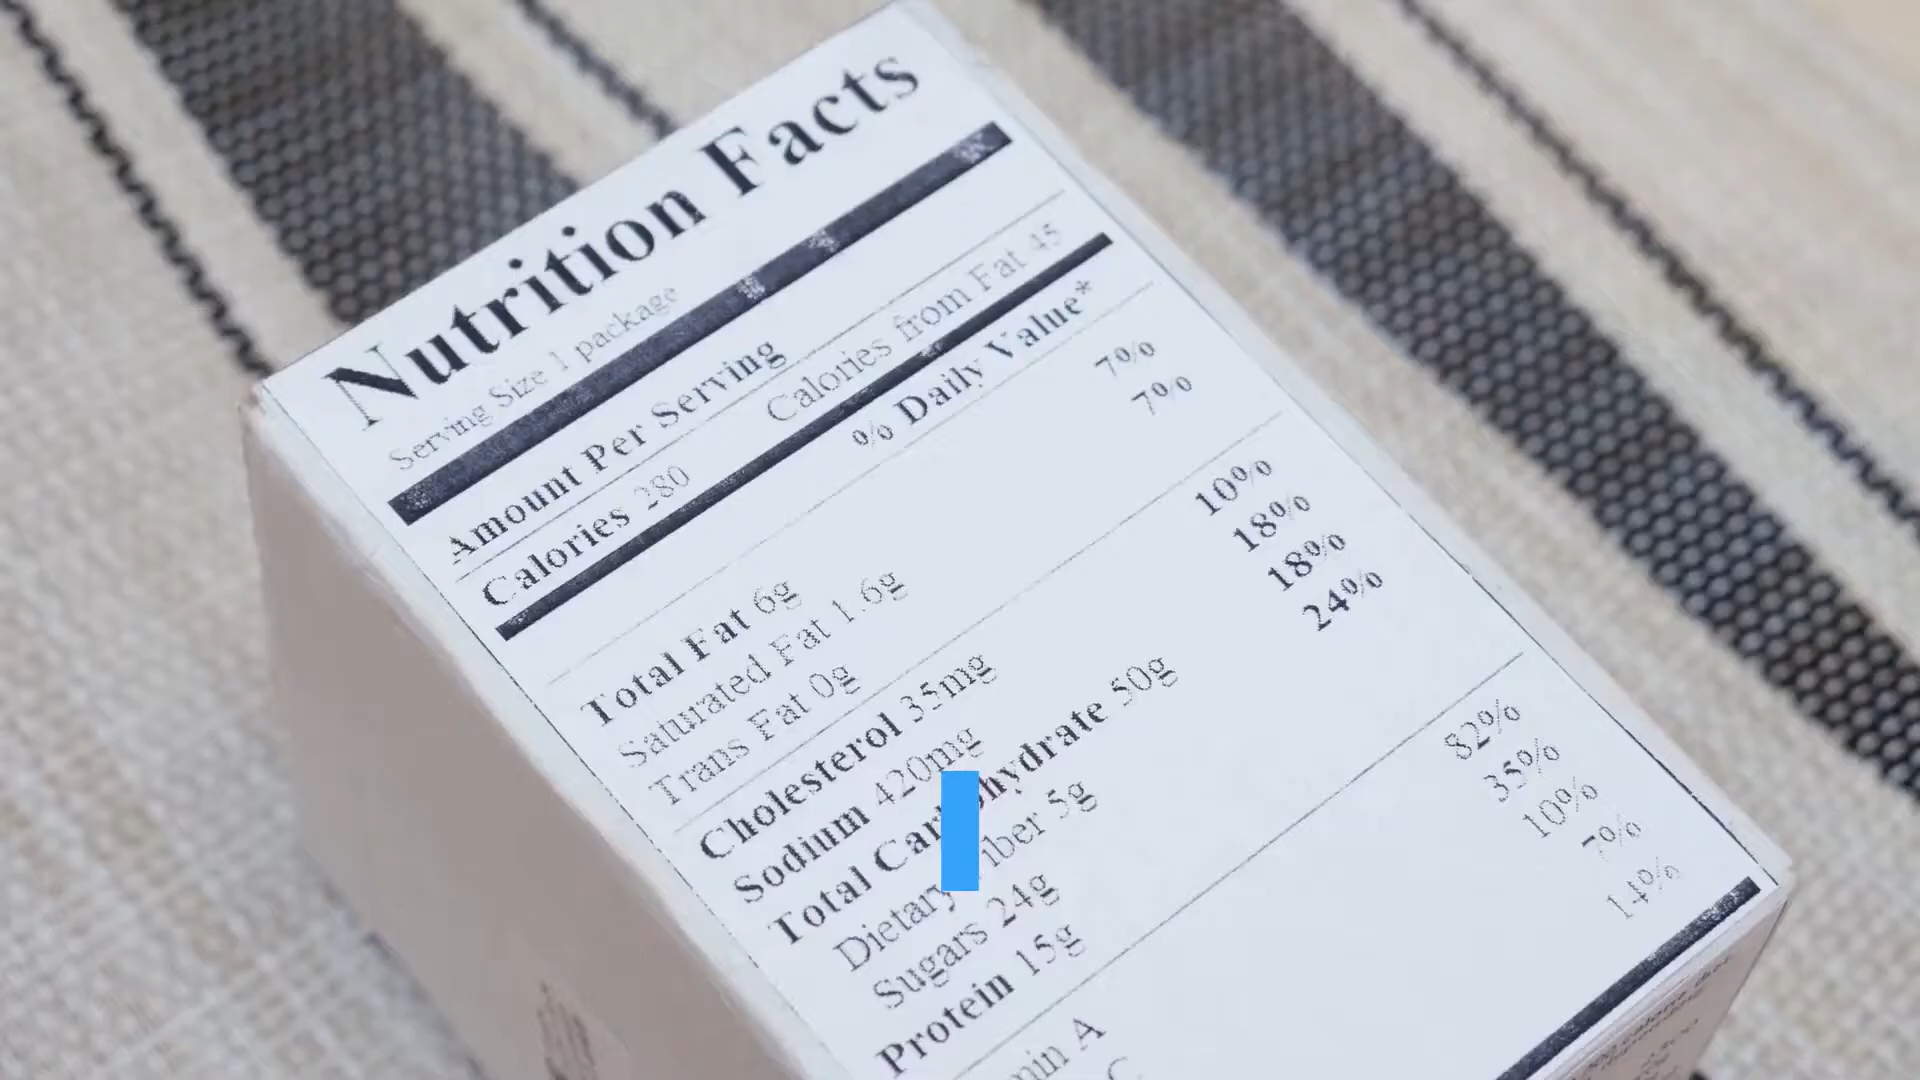 Nutrition Facts
Serving Size 1 package
Amount Per Serving
Calories 280 Calories from Fat 45
% Daily Value*
Total Fat 6g 7%
Saturated Fat 1.6g 7%
Trans Fat 0g
Cholesterol 35mg 10%
Sodium 420mg 18%
Total Carbohydrate 50g 18%
Dietary 5g 24%
Sugars 24g
Protein 15g
A 82%
C 35%
10%
7%
14%